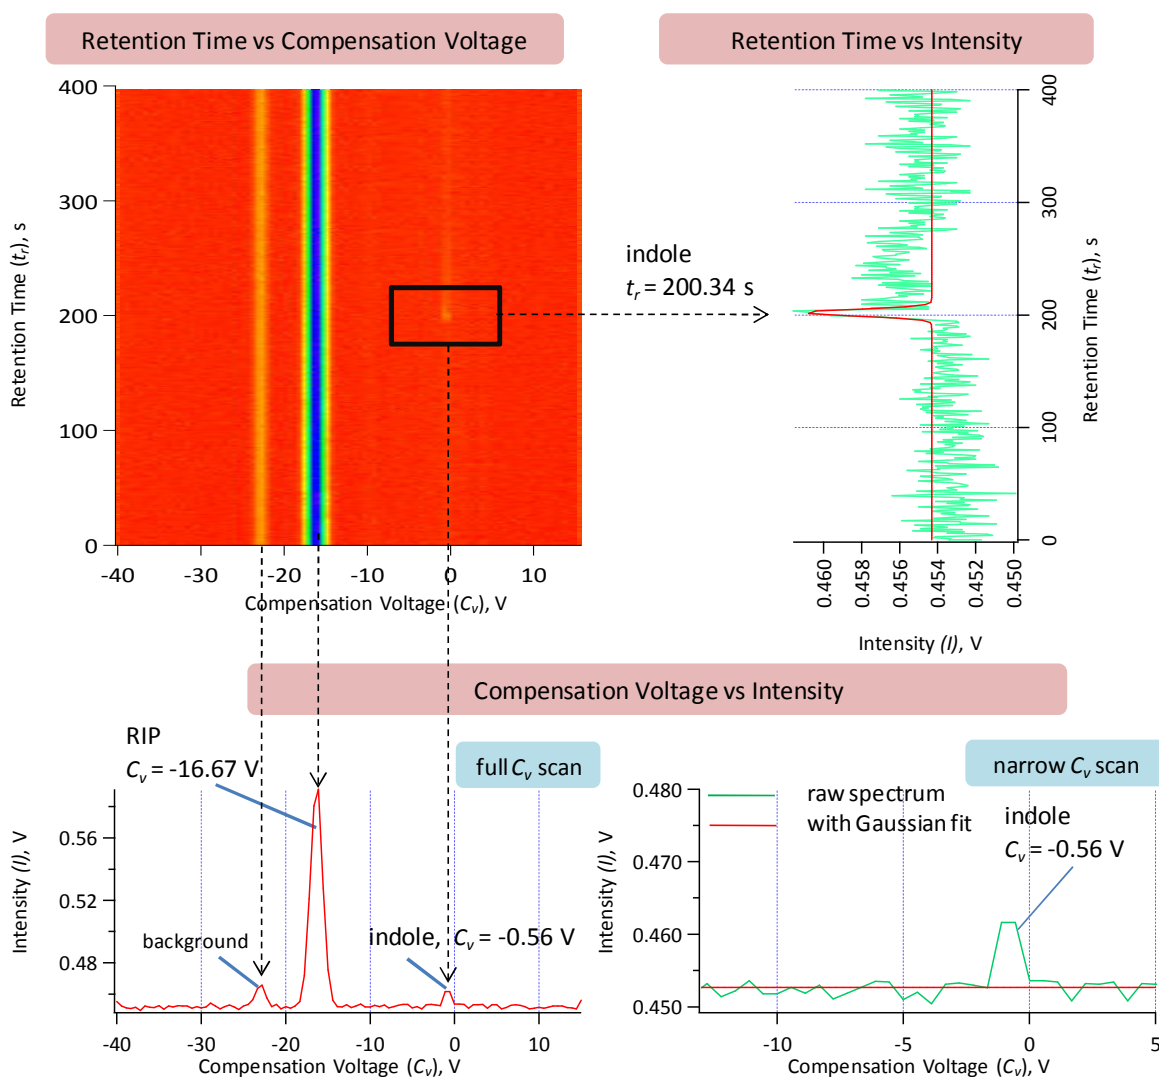 Retention Time vs Compensation Voltage
Retention Time vs Intensity
400
300
200
100
0
Retention Time (tr), s
-40
-30
-20
-10
0
10
Compensation Voltage (Cv), V
indole
tr = 200.34 s
400
300
200
100
0
Retention Time (tr), s
0.460
0.458
0.456
0.454
0.452
0.450
Intensity (I), V
Compensation Voltage vs Intensity
RIP
Cv = -16.67 V
full Cv scan
background
indole, Cv = -0.56 V
0.56
0.52
0.48
Intensity (I), V
-40
-30
-20
-10
0
10
Compensation Voltage (Cv), V
narrow Cv scan
raw spectrum
with Gaussian fit
indole
Cv = -0.56 V
0.480
0.470
0.460
0.450
Intensity (I), V
-10
-5
0
5
Compensation Voltage (Cv), V